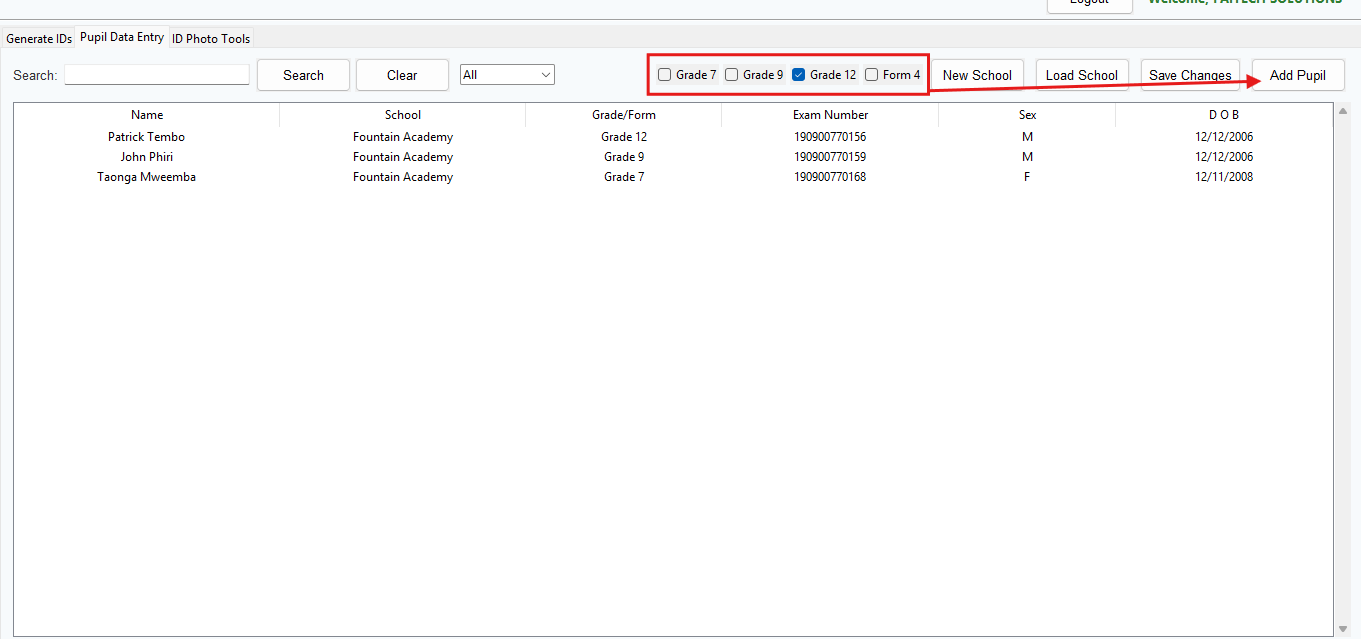 Logout Welcome, PAITECH SOLUTIONS
Generate IDs Pupil Data Entry ID Photo Tools
Search: Search Clear All Grade 7 Grade 9 Grade 12 Form 4 New School Load School Save Changes Add Pupil
Name School Grade/Form Exam Number Sex D O B
Patrick Tembo Fountain Academy Grade 12 190900770156 M 12/12/2006
John Phiri Fountain Academy Grade 9 190900770159 M 12/12/2006
Taonga Mweemba Fountain Academy Grade 7 190900770168 F 12/11/2008